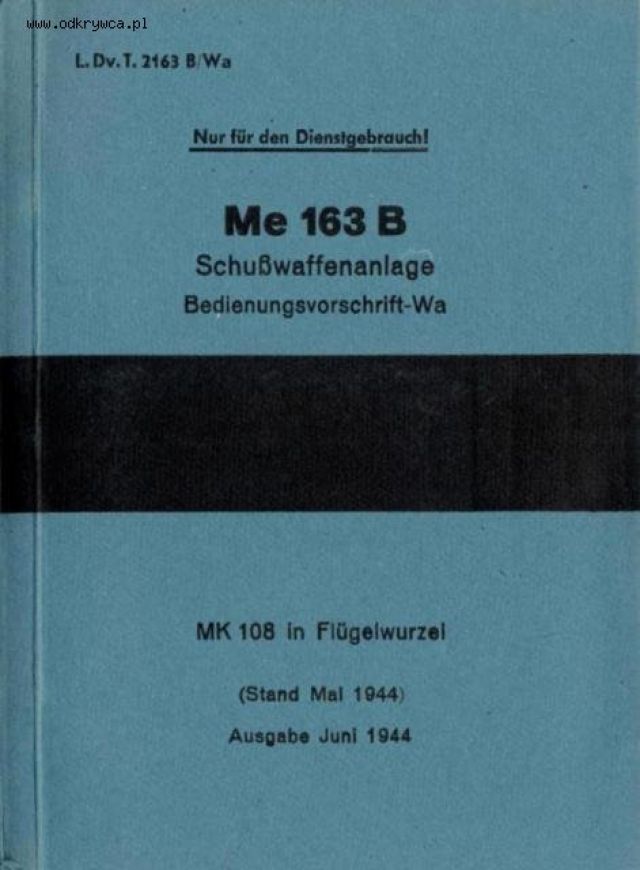 www.odkrywca.pl
L.Dv.T. 2163 B/Wa
Nur für den Dienstgebrauch!
Me 163 B
Schußwaffenanlage
Bedienungsvorschrift-Wa
MK 108 in Flügelwurzel
(Stand Mai 1944)
Ausgabe Juni 1944